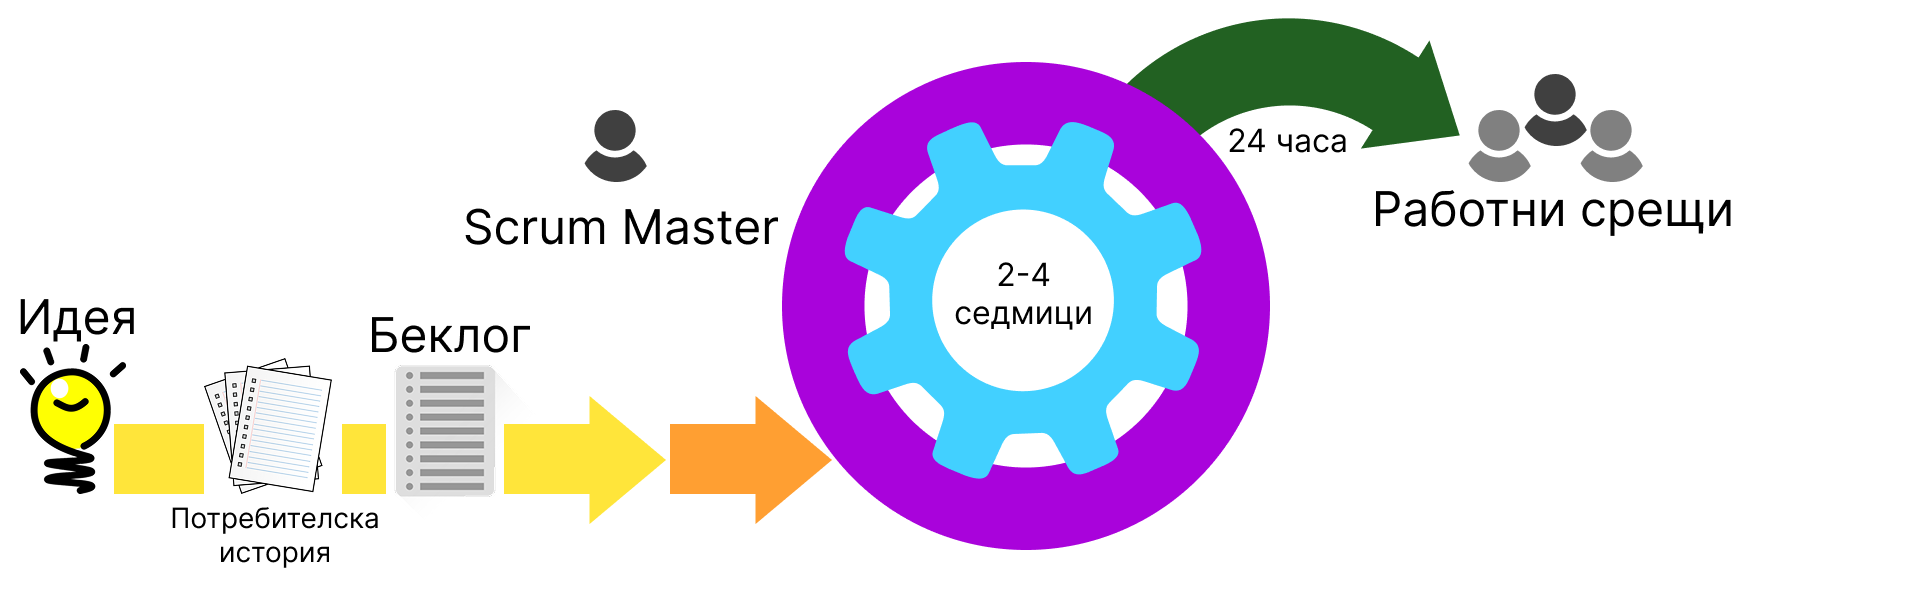 Идея
Потребителска
история
Беклог
Scrum Master
2-4
седмици
24 часа
Работни срещи